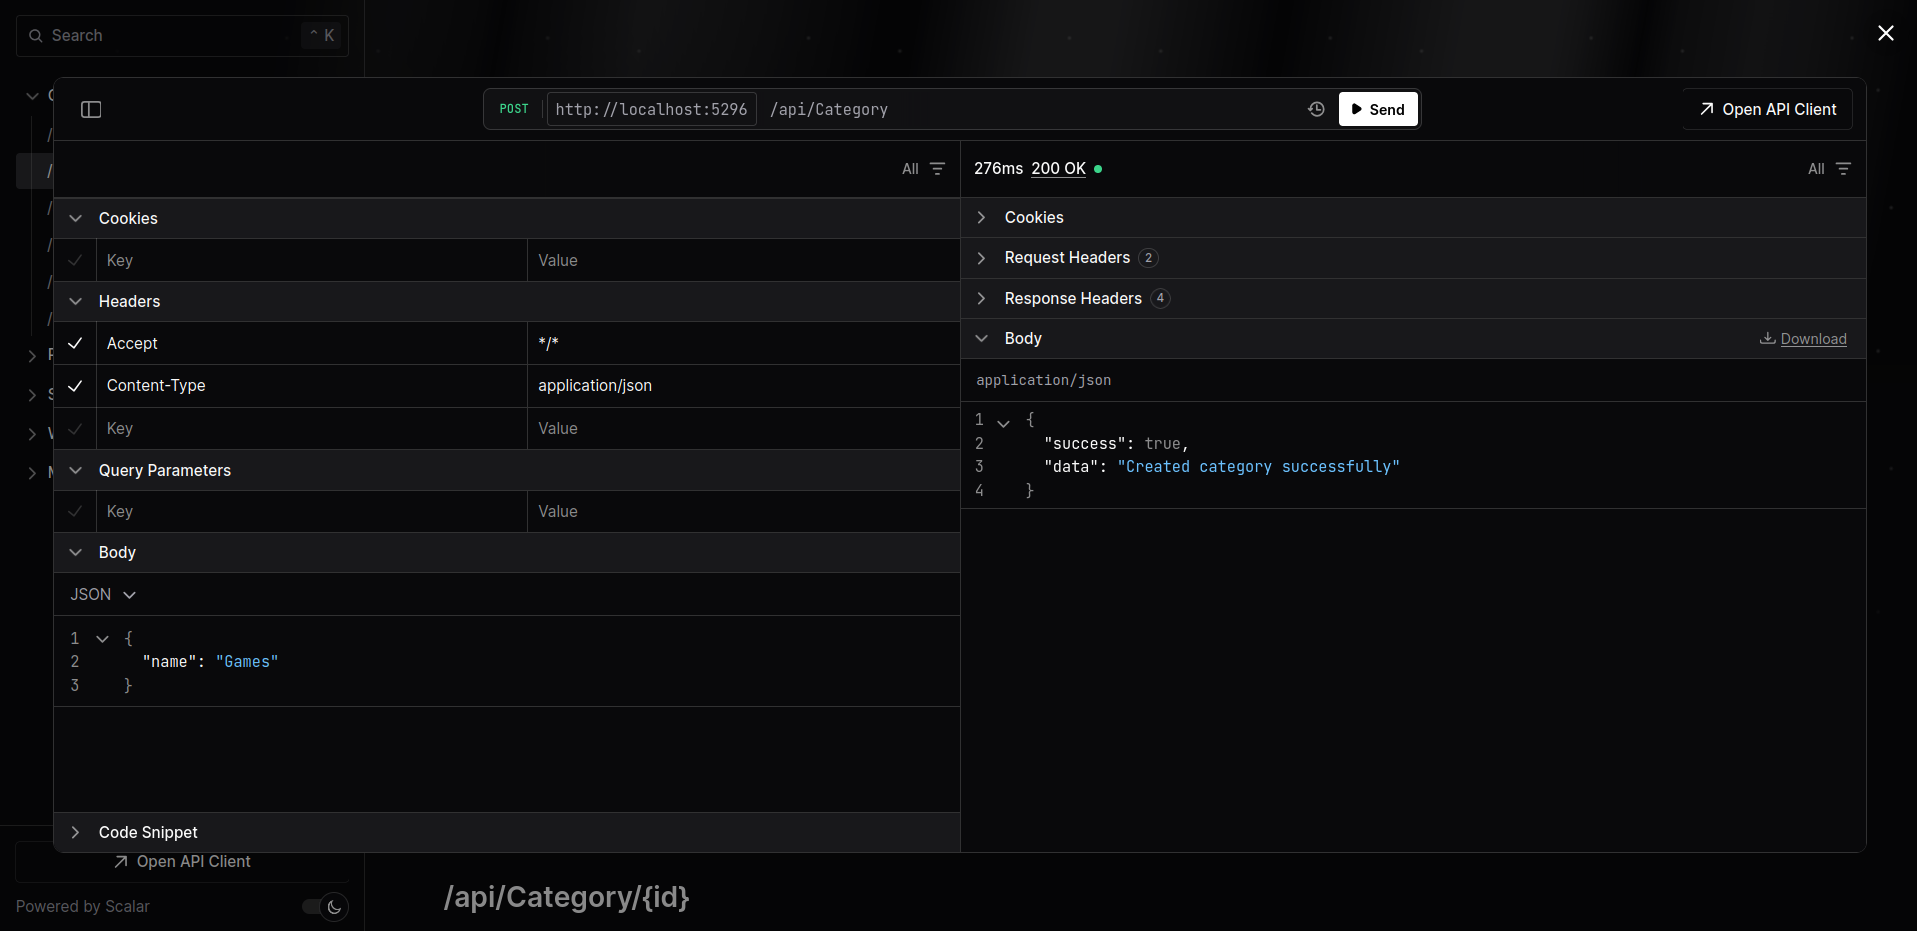 Search
⌃ K
POST
http://localhost:5296
/api/Category
Send
Open API Client
All
Cookies
Key
Value
Headers
Accept
*/*
Content-Type
application/json
Key
Value
Query Parameters
Key
Value
Body
JSON
1 {
2 "name": "Games"
3 }
Code Snippet
276ms 200 OK
All
Cookies
Request Headers 2
Response Headers 4
Body
Download
application/json
1 {
2 "success": true,
3 "data": "Created category successfully"
4 }
Open API Client
Powered by Scalar
/api/Category/{id}